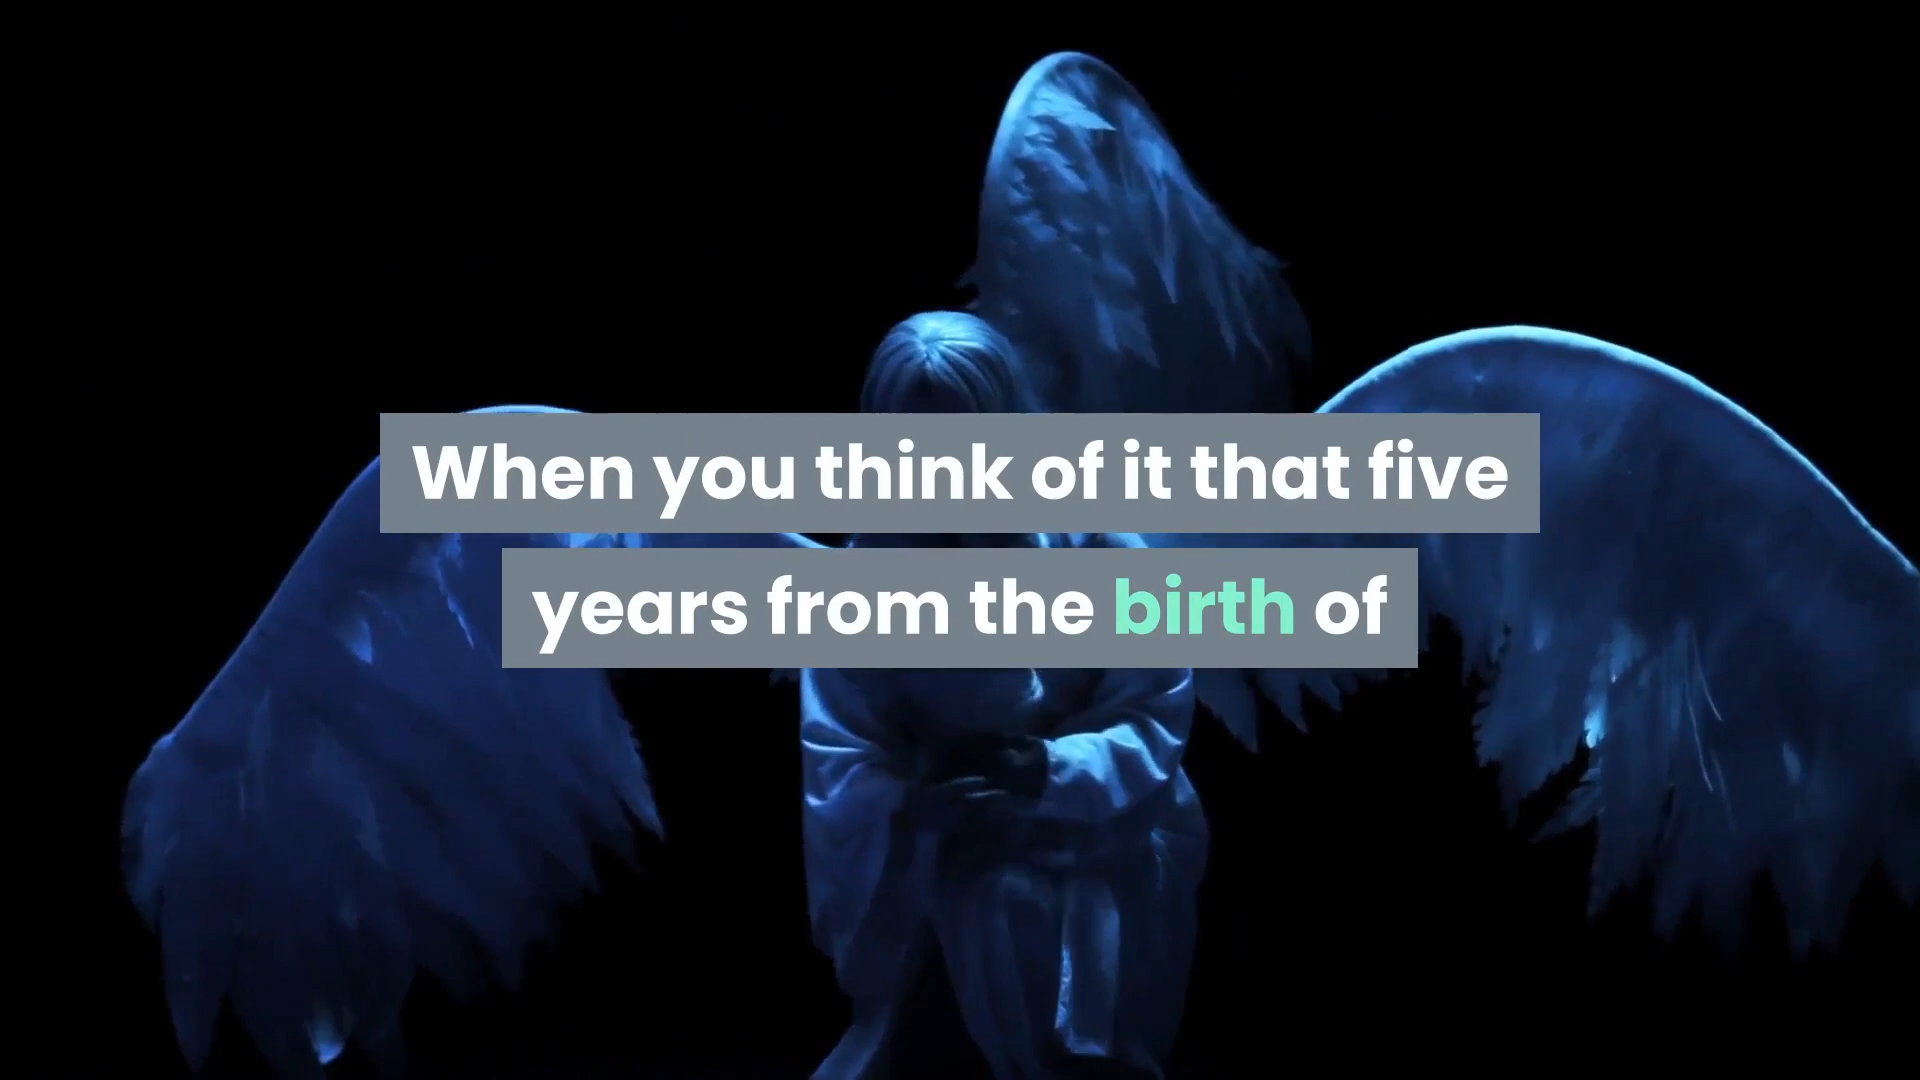 When you think of it that five
years from the birth of